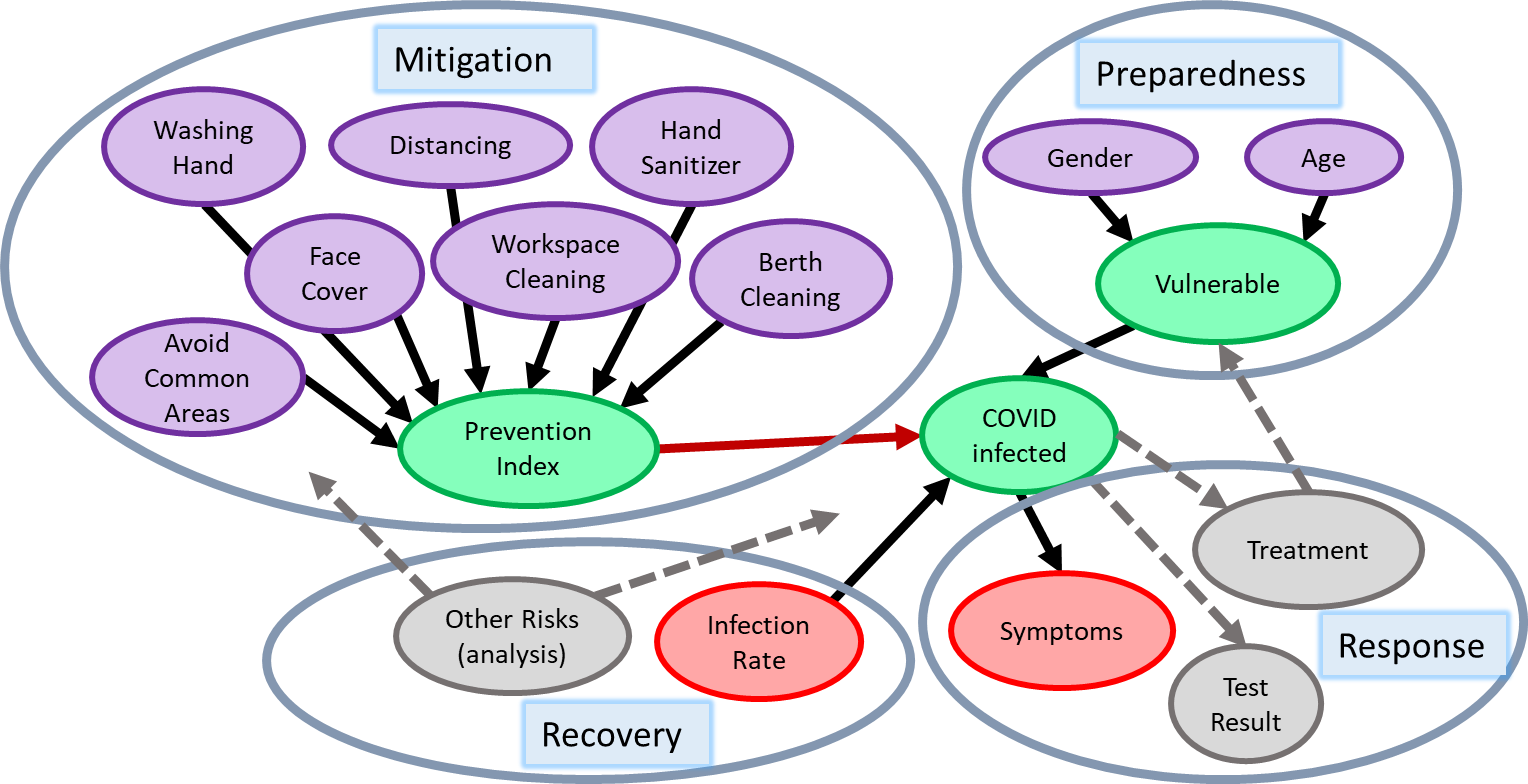 Mitigation
Preparedness
Washing
Hand
Distancing
Hand
Sanitizer
Gender
Age
Face
Cover
Workspace
Cleaning
Berth
Cleaning
Vulnerable
Avoid
Common
Areas
Prevention
Index
COVID
infected
Treatment
Other Risks
(analysis)
Infection
Rate
Symptoms
Response
Test
Result
Recovery